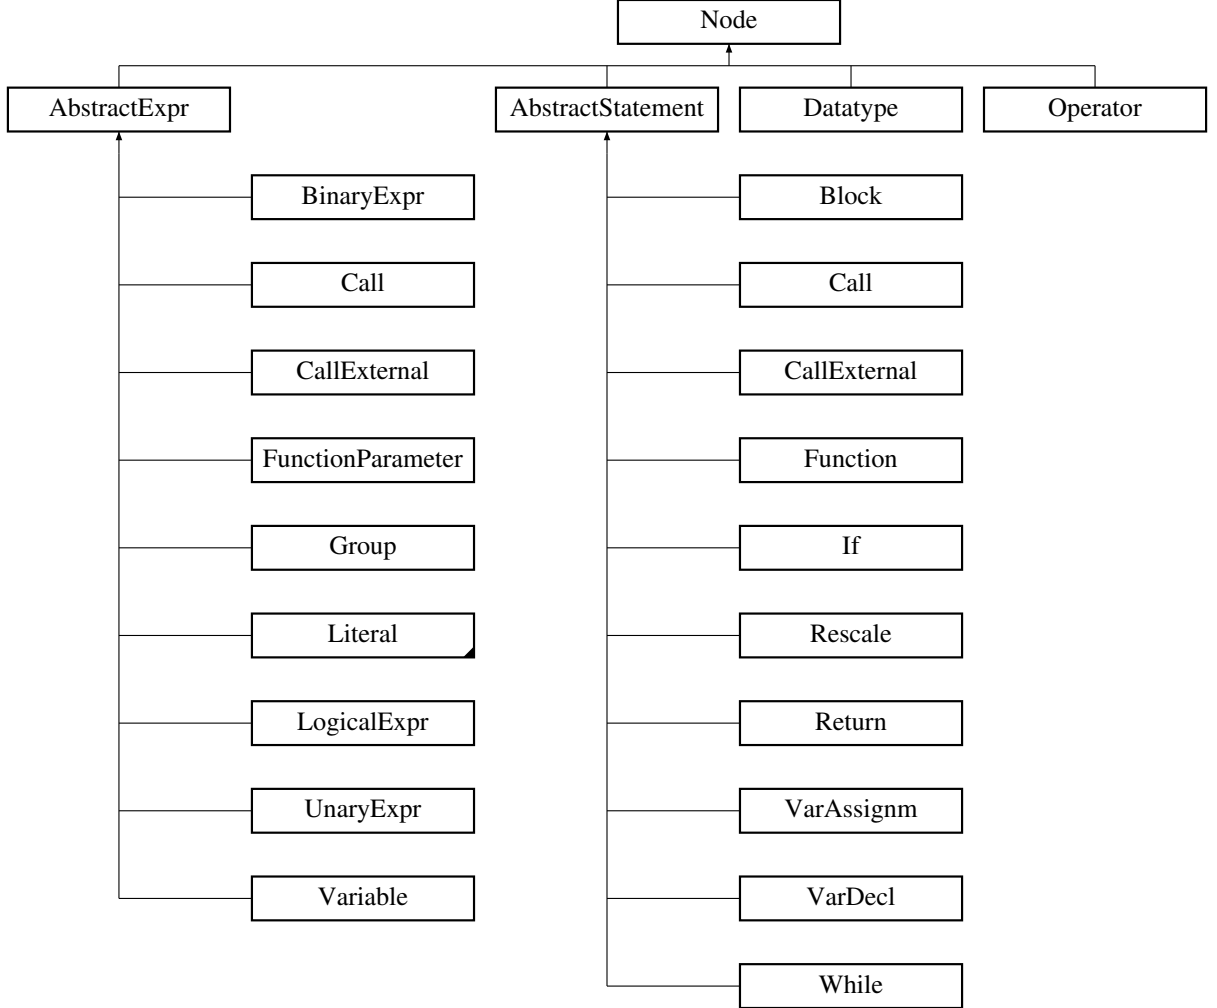 Node
AbstractExpr
AbstractStatement
Datatype
Operator
BinaryExpr
Block
Call
Call
CallExternal
CallExternal
FunctionParameter
Function
Group
If
Literal
Rescale
LogicalExpr
Return
UnaryExpr
VarAssignm
Variable
VarDecl
While